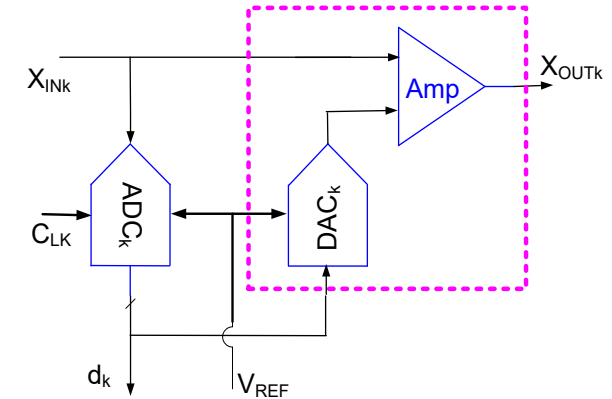 X_INk
Amp
X_OUTk
ADC_k
DAC_k
C_LK
d_k
V_REF